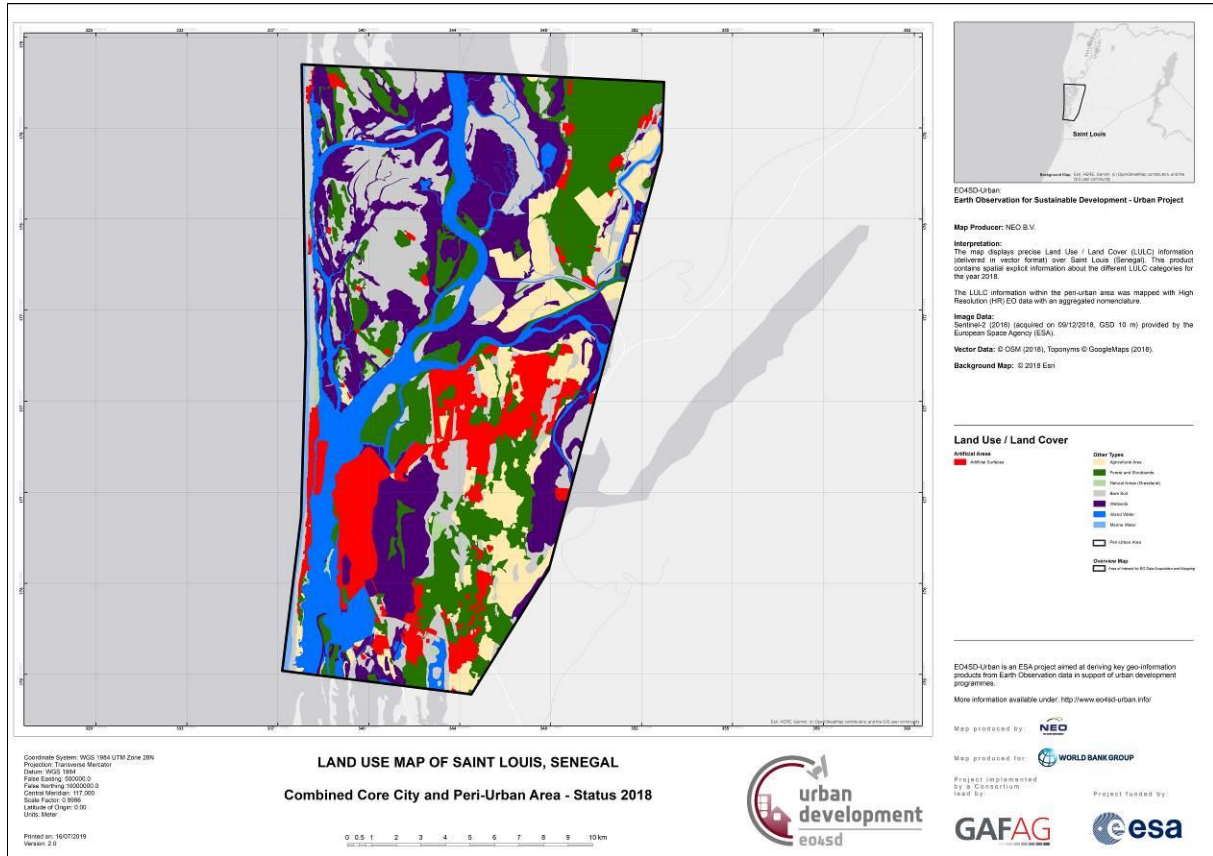 Saint Louis
EO4SD-Urban:
Earth Observation for Sustainable Development - Urban Project
Map Producer: NEO B.V.
Interpretation:
The map displays precise Land Use / Land Cover (LULC) information
(delivered in vector format) over Saint Louis (Senegal). This product
contains spatial explicit information about the different LULC categories for
the year 2018.
The LULC information within the peri-urban area was mapped with High
Resolution (HR) EO data with an aggregated nomenclature.
Image Data:
Sentinel-2 (2018) (acquired on 09/12/2018, GSD 10 m) provided by the
European Space Agency (ESA).
Vector Data: © OSM (2018), Toponyms © GoogleMaps (2018).
Background Map: © 2018 Esri
Land Use / Land Cover
Artificial Areas
Artificial Surfaces
Other Types
Agricultural Area
Forest and Shrublands
Natural Areas (Grassland)
Bare Soil
Wetlands
Inland Water
Marine Water
Peri-Urban Area
Overview Map
Area of Interest for EO Data Acquisition and Mapping
EO4SD-Urban is an ESA project aimed at deriving key geo-information
products from Earth Observation data in support of urban development
programmes.
More information available under: http://www.eo4sd-urban.info/
Map produced by:
NEO
Map produced for:
WORLD BANK GROUP
Project implemented
by a Consortium
lead by:
Project funded by:
GAFAG
esa
Coordinate System: WGS 1984 UTM Zone 28N
Projection: Transverse Mercator
Datum: WGS 1984
False Easting: 500000.0
False Northing: 10000000.0
Central Meridian: 117.000
Scale Factor: 0.9996
Latitude of Origin: 0.00
Units: Meter
Printed on: 16/07/2019
Version: 2.0
LAND USE MAP OF SAINT LOUIS, SENEGAL
Combined Core City and Peri-Urban Area - Status 2018
0 0.5 1 2 3 4 5 6 7 8 9 10 km
urban
development
eo4sd